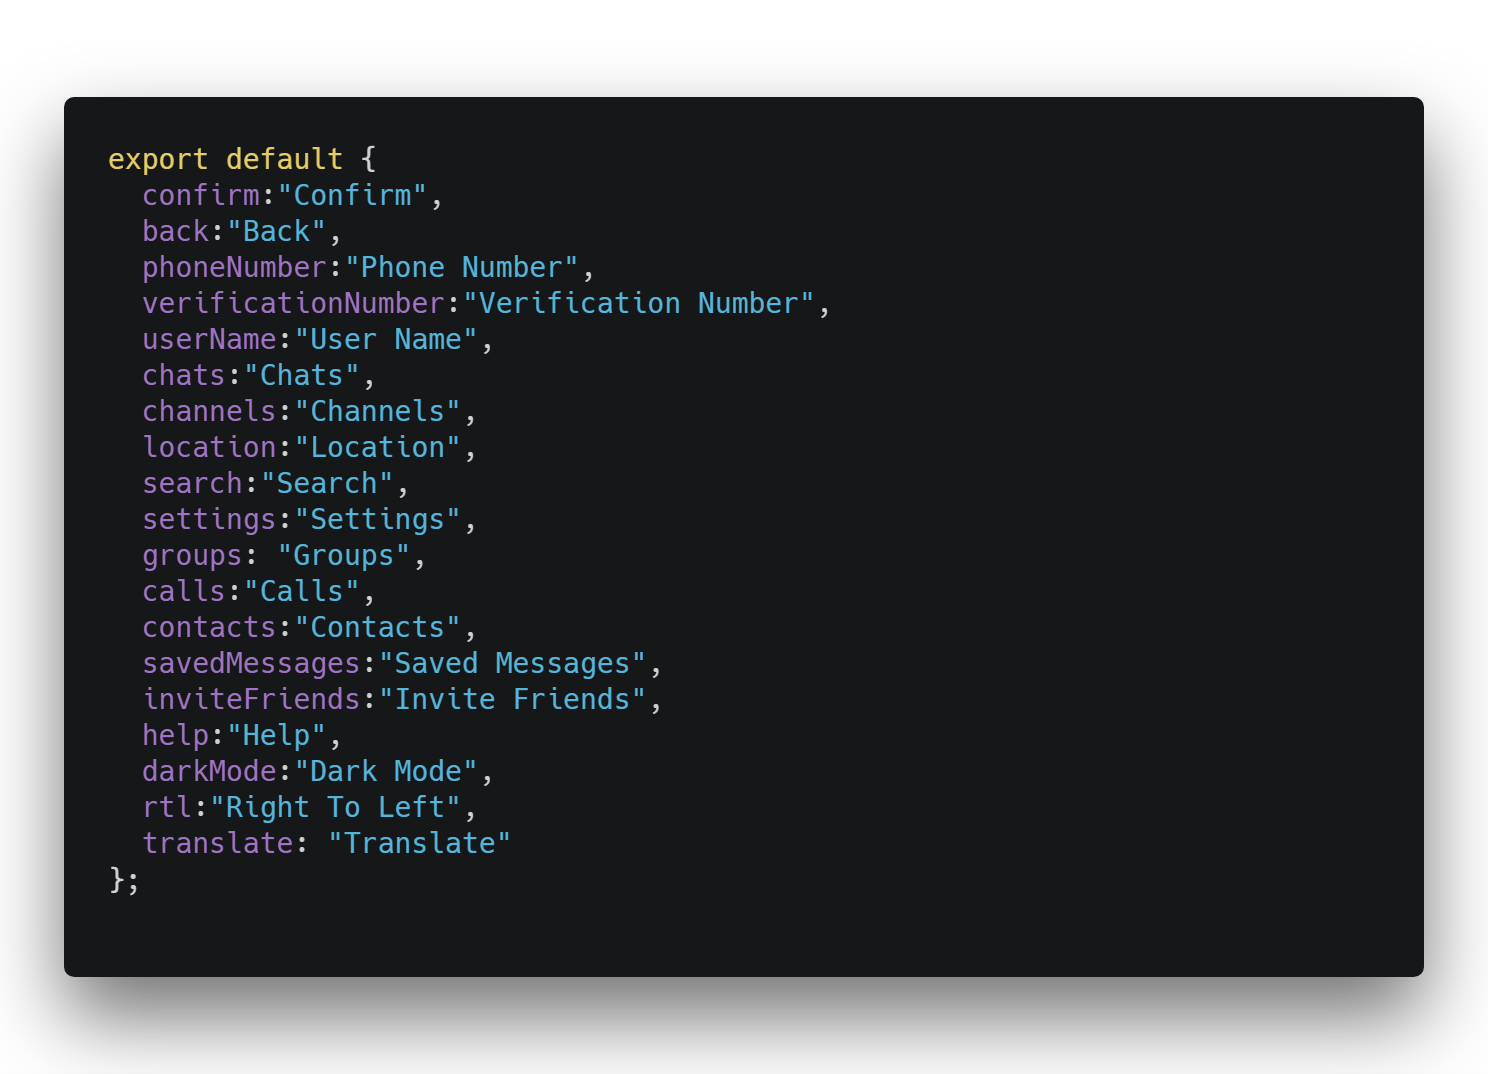 export default {
  confirm:"Confirm",
  back:"Back",
  phoneNumber:"Phone Number",
  verificationNumber:"Verification Number",
  userName:"User Name",
  chats:"Chats",
  channels:"Channels",
  location:"Location",
  search:"Search",
  settings:"Settings",
  groups: "Groups",
  calls:"Calls",
  contacts:"Contacts",
  savedMessages:"Saved Messages",
  inviteFriends:"Invite Friends",
  help:"Help",
  darkMode:"Dark Mode",
  rtl:"Right To Left",
  translate: "Translate"
};